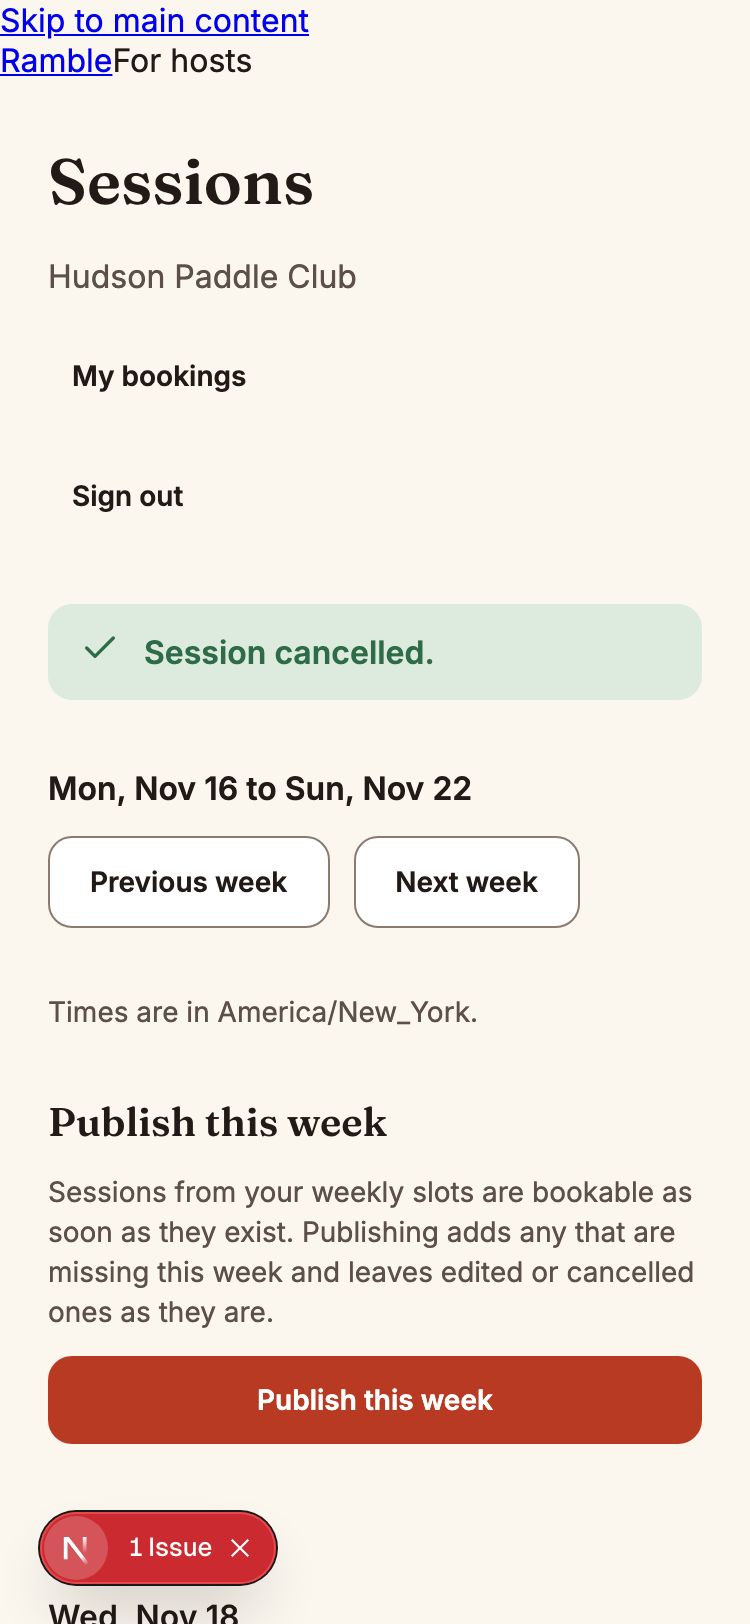 Skip to main content
RambleFor hosts
Sessions
Hudson Paddle Club
My bookings
Sign out
Session cancelled.
Mon, Nov 16 to Sun, Nov 22
Previous week
Next week
Times are in America/New_York.
Publish this week
Sessions from your weekly slots are bookable as
soon as they exist. Publishing adds any that are
missing this week and leaves edited or cancelled
ones as they are.
Publish this week
N 1 Issue
Wed, Nov 18